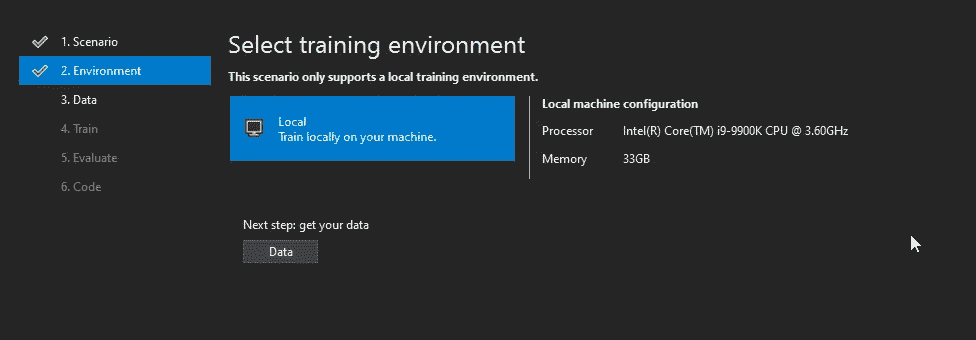 1. Scenario
2. Environment
3. Data
4. Train
5. Evaluate
6. Code
Select training environment
This scenario only supports a local training environment.
Local
Train locally on your machine.
Local machine configuration
Processor Intel(R) Core(TM) i9-9900K CPU @ 3.60GHz
Memory 33GB
Next step: get your data
Data